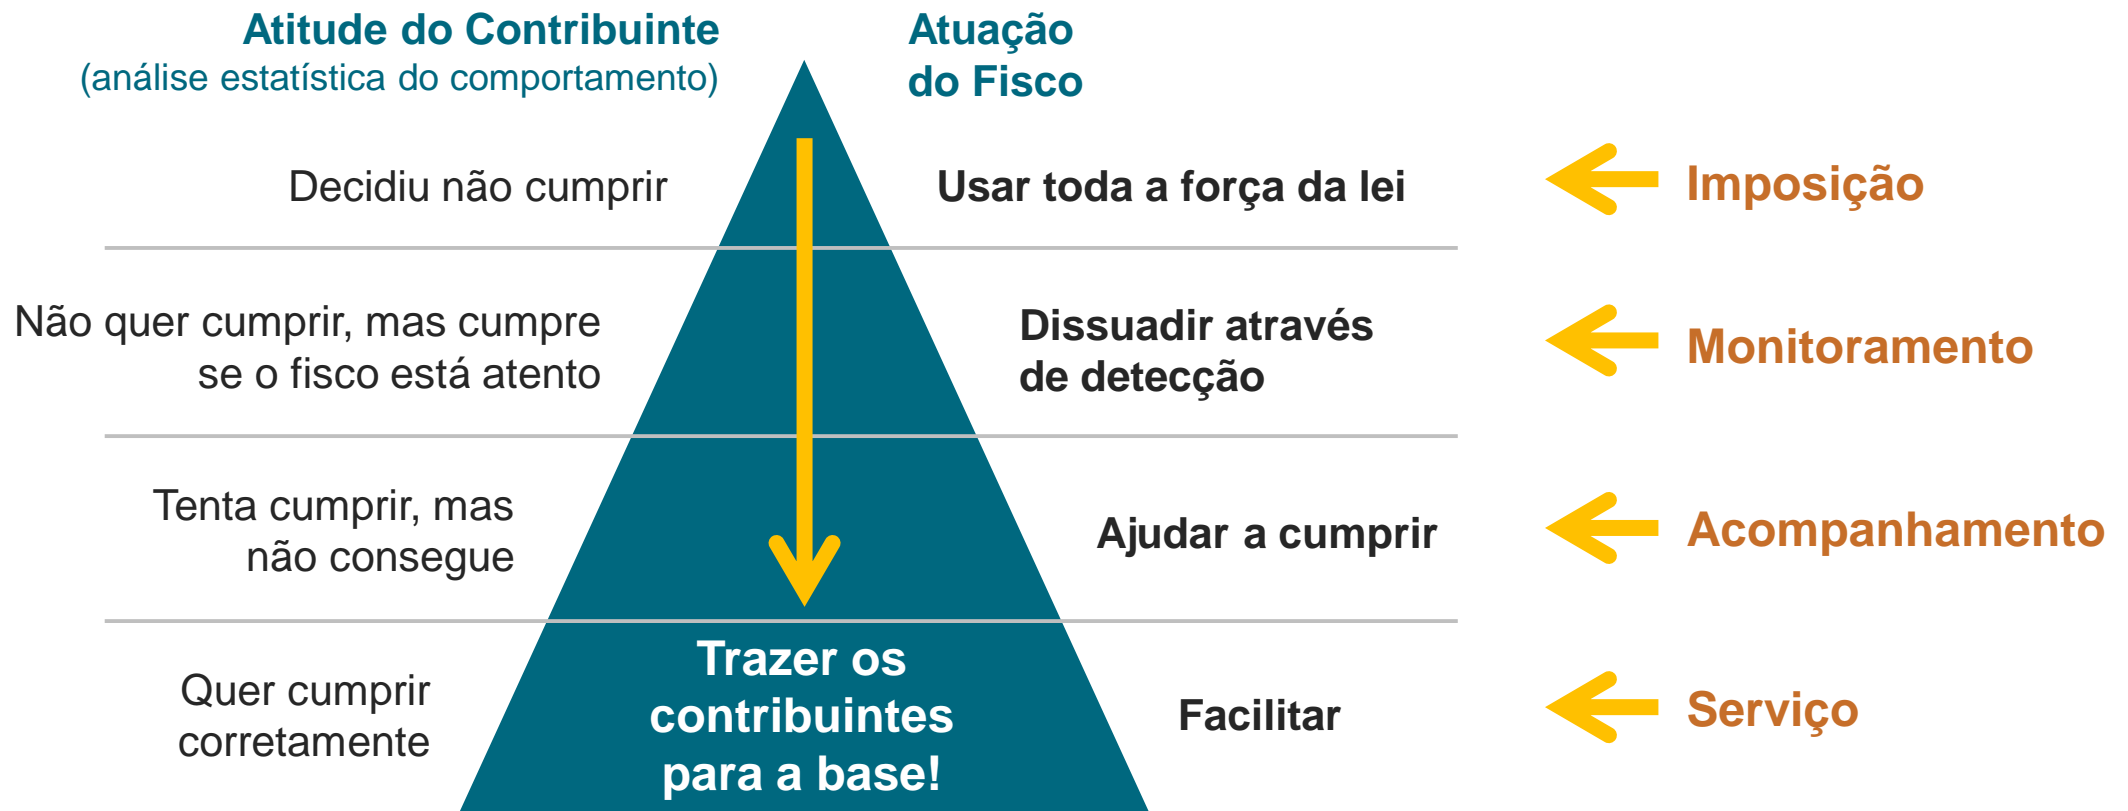 Atitude do Contribuinte
(análise estatística do comportamento)
Atuação
do Fisco
Decidiu não cumprir
Usar toda a força da lei
Imposição
Não quer cumprir, mas cumpre
se o fisco está atento
Dissuadir através
de detecção
Monitoramento
Tenta cumprir, mas
não consegue
Ajudar a cumprir
Acompanhamento
Quer cumprir
corretamente
Trazer os
contribuintes
para a base!
Facilitar
Serviço